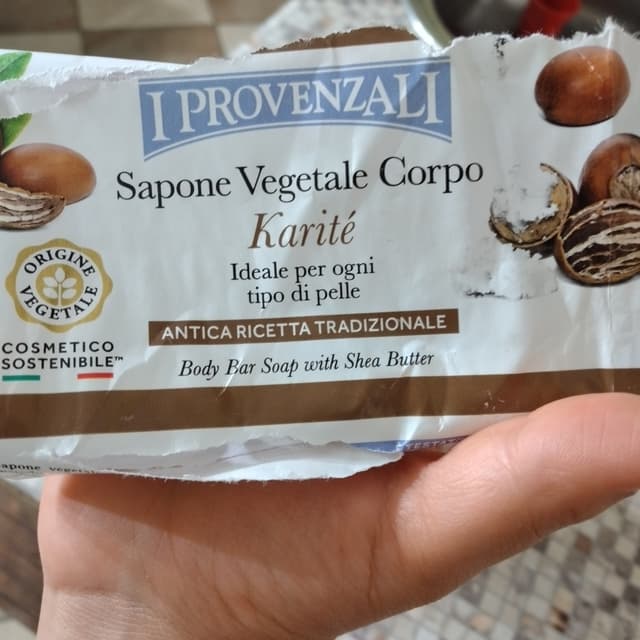 I PROVENZALI
Sapone Vegetale Corpo
Karité
Ideale per ogni
tipo di pelle
ANTICA RICETTA TRADIZIONALE
Body Bar Soap with Shea Butter
ORIGINE
VEGETALE
COSMETICO
SOSTENIBILE™